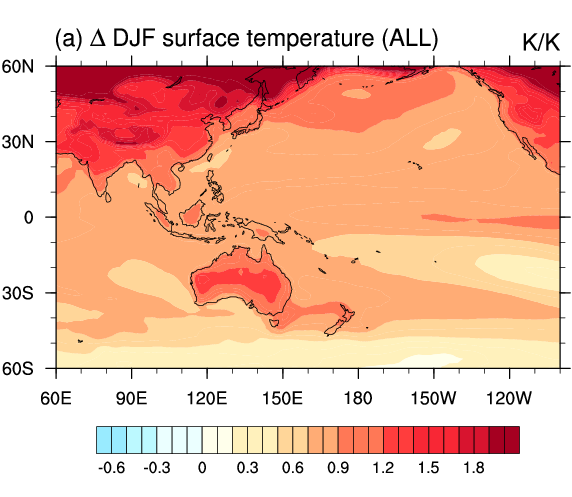 (a) Δ DJF surface temperature (ALL)
K/K
60N
30N
0
30S
60S
60E 90E 120E 150E 180 150W 120W
-0.6 -0.3 0 0.3 0.6 0.9 1.2 1.5 1.8